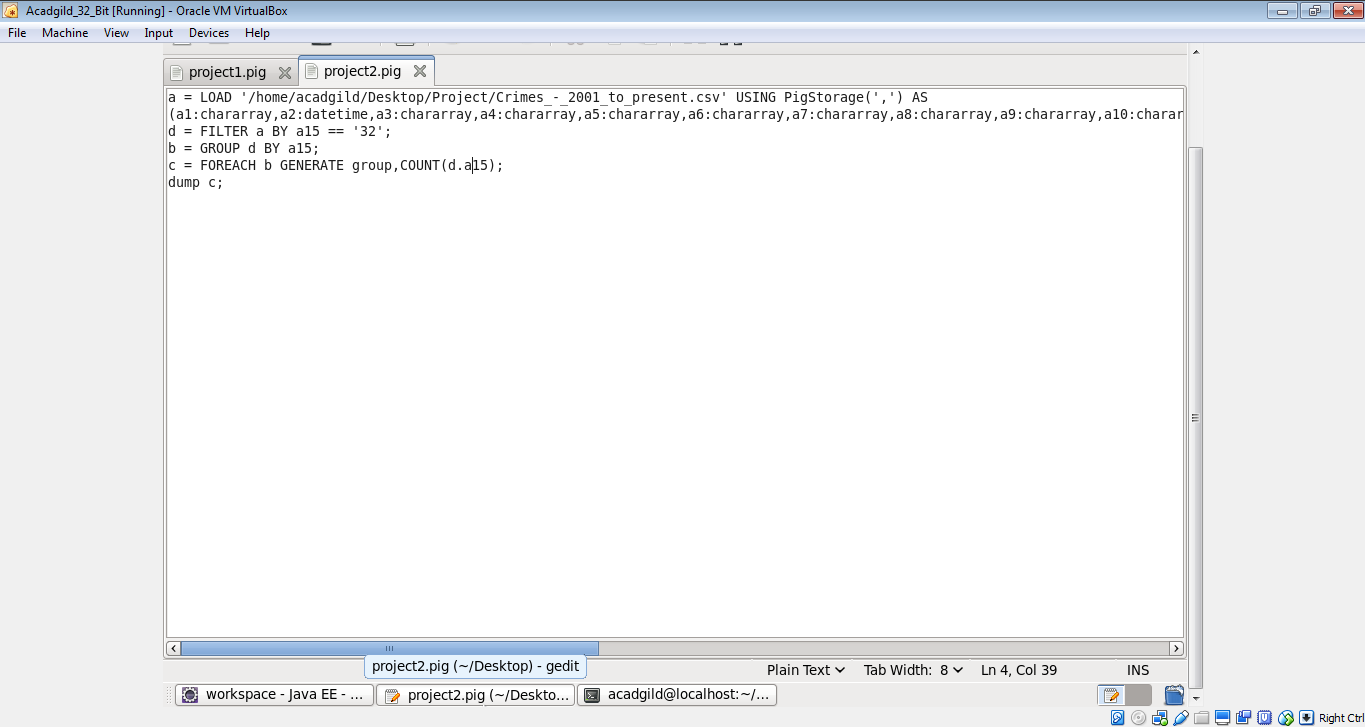 Acadgild_32_Bit [Running] - Oracle VM VirtualBox
File Machine View Input Devices Help
project1.pig project2.pig
a = LOAD '/home/acadgild/Desktop/Project/Crimes_-_2001_to_present.csv' USING PigStorage(',') AS
(a1:chararray,a2:datetime,a3:chararray,a4:chararray,a5:chararray,a6:chararray,a7:chararray,a8:chararray,a9:chararray,a10:charar
d = FILTER a BY a15 == '32';
b = GROUP d BY a15;
c = FOREACH b GENERATE group,COUNT(d.a15);
dump c;
project2.pig (~/Desktop) - gedit
Plain Text Tab Width: 8 Ln 4, Col 39 INS
workspace - Java EE - ... project2.pig (~/Deskto... acadgild@localhost:~/...
Right Ctrl